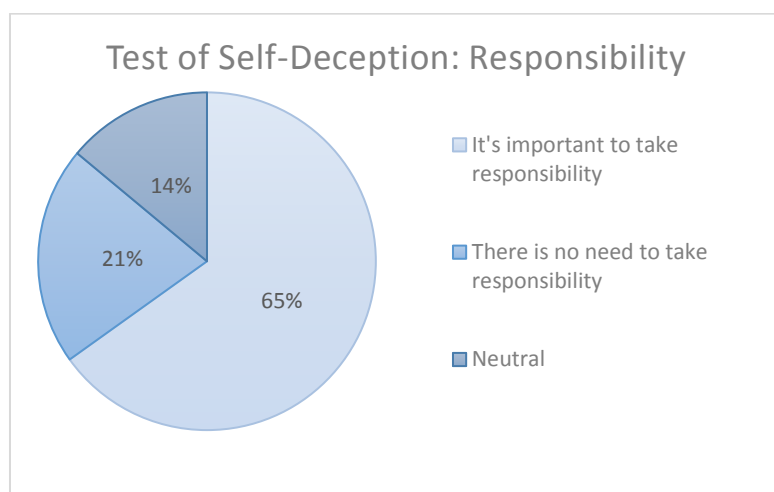 Test of Self-Deception: Responsibility
It's important to take
responsibility
14%
There is no need to take
responsibility
21%
65%
Neutral